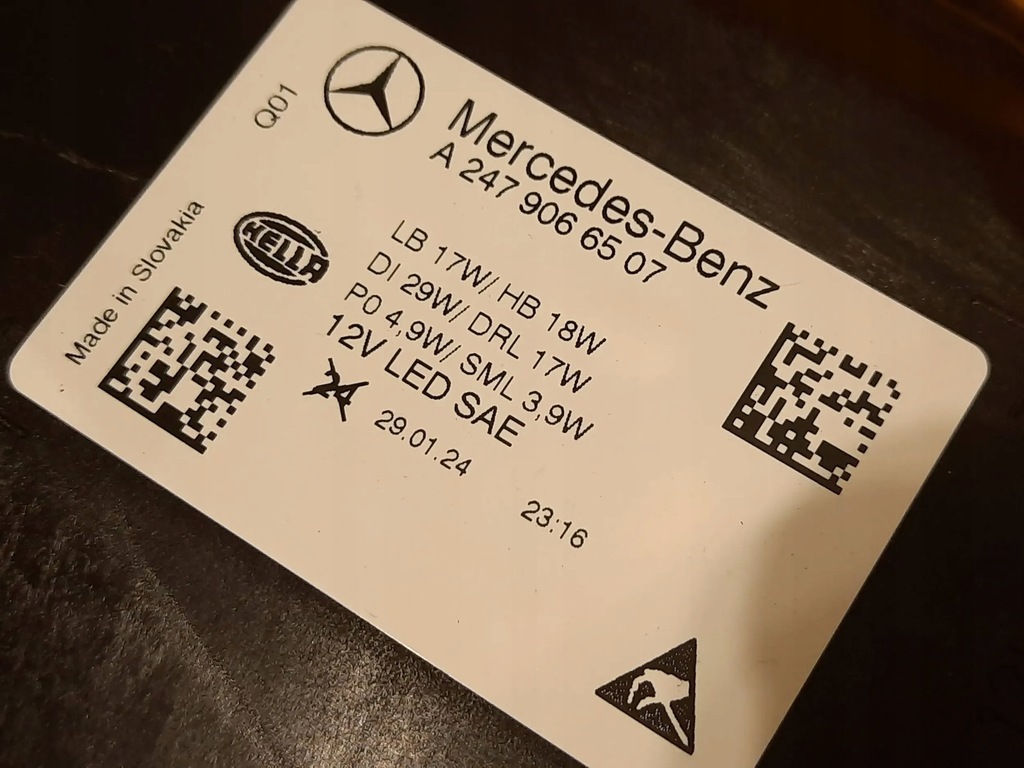 Q01
Mercedes-Benz
A 247 906 65 07
Made in Slovakia
HELLA
LB 17W/ HB 18W
DI 29W/ DRL 17W
P0 4,9W/ SML 3,9W
12V LED SAE
24
29.01.24
23:16